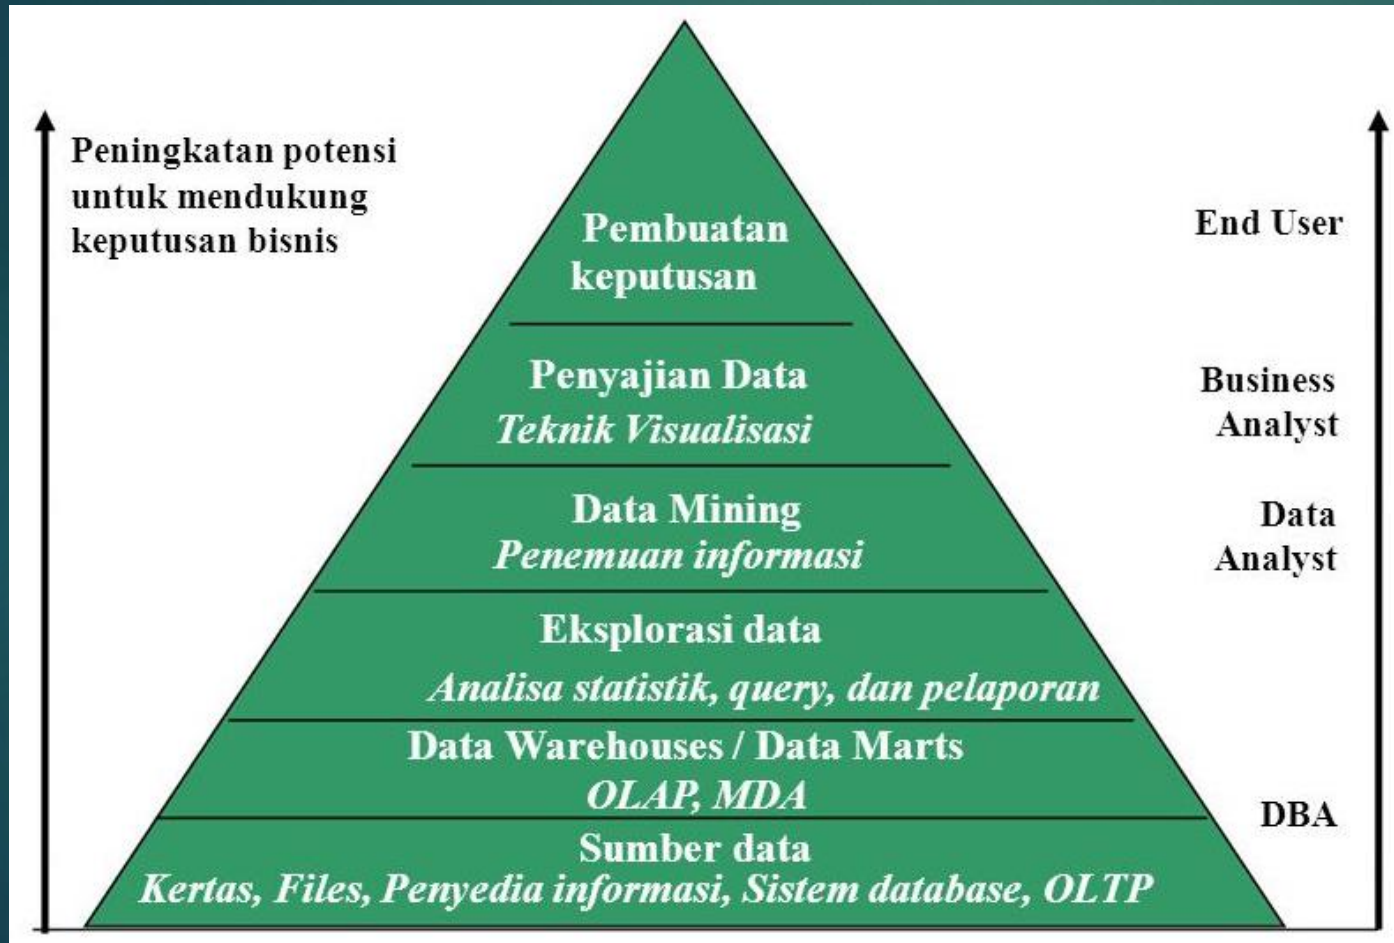 Peningkatan potensi
untuk mendukung
keputusan bisnis
Pembuatan
keputusan
End User
Penyajian Data
Teknik Visualisasi
Business
Analyst
Data Mining
Penemuan informasi
Data
Analyst
Eksplorasi data
Analisa statistik, query, dan pelaporan
Data Warehouses / Data Marts
OLAP, MDA
DBA
Sumber data
Kertas, Files, Penyedia informasi, Sistem database, OLTP